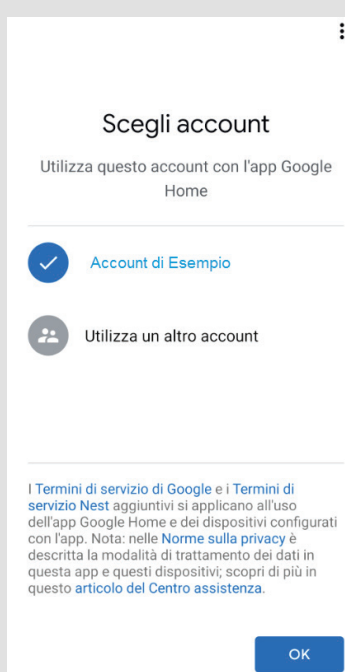 Scegli account
Utilizza questo account con l'app Google
Home
Account di Esempio
Utilizza un altro account
I Termini di servizio di Google e i Termini di
servizio Nest aggiuntivi si applicano all'uso
dell'app Google Home e dei dispositivi configurati
con l'app. Nota: nelle Norme sulla privacy è
descritta la modalità di trattamento dei dati in
questa app e questi dispositivi; scopri di più in
questo articolo del Centro assistenza.
OK